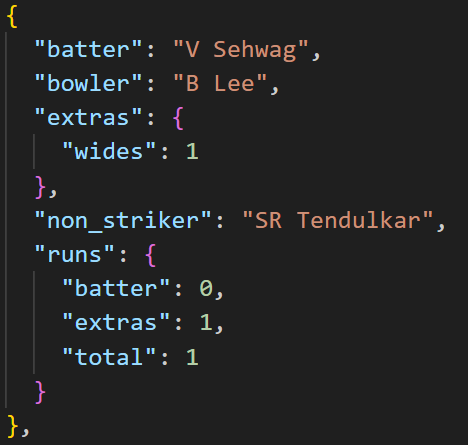 {
  "batter": "V Sehwag",
  "bowler": "B Lee",
  "extras": {
    "wides": 1
  },
  "non_striker": "SR Tendulkar",
  "runs": {
    "batter": 0,
    "extras": 1,
    "total": 1
  }
},